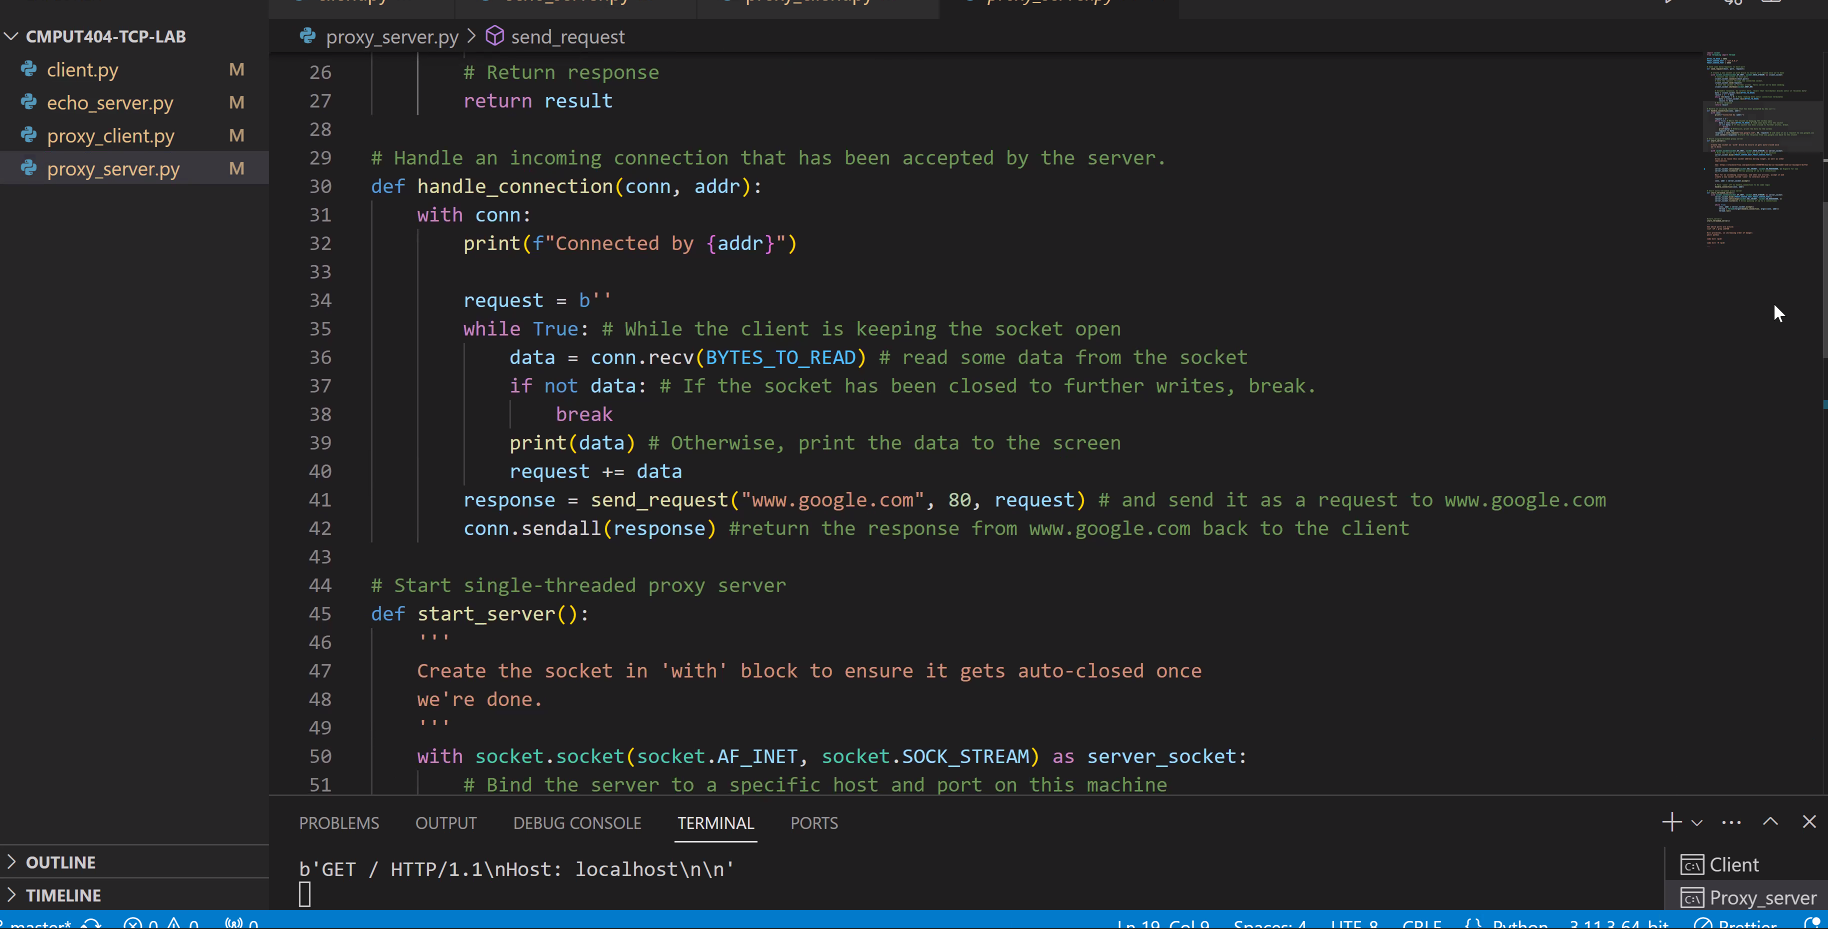 CMPUT404-TCP-LAB
client.py M
echo_server.py M
proxy_client.py M
proxy_server.py M
OUTLINE
TIMELINE
proxy_server.py > send_request
26 # Return response
27 return result
28
29 # Handle an incoming connection that has been accepted by the server.
30 def handle_connection(conn, addr):
31 with conn:
32 print(f"Connected by {addr}")
33
34 request = b''
35 while True: # While the client is keeping the socket open
36 data = conn.recv(BYTES_TO_READ) # read some data from the socket
37 if not data: # If the socket has been closed to further writes, break.
38 break
39 print(data) # Otherwise, print the data to the screen
40 request += data
41 response = send_request("www.google.com", 80, request) # and send it as a request to www.google.com
42 conn.sendall(response) #return the response from www.google.com back to the client
43
44 # Start single-threaded proxy server
45 def start_server():
46 '''
47 Create the socket in 'with' block to ensure it gets auto-closed once
48 we're done.
49 '''
50 with socket.socket(socket.AF_INET, socket.SOCK_STREAM) as server_socket:
51 # Bind the server to a specific host and port on this machine
PROBLEMS OUTPUT DEBUG CONSOLE TERMINAL PORTS
b'GET / HTTP/1.1\nHost: localhost\n\n'
Client
Proxy_server
master* 0 0 0 Ln 19, Col 9 Spaces: 4 UTF-8 CRLF Python 3.11.3 64-bit Prettier